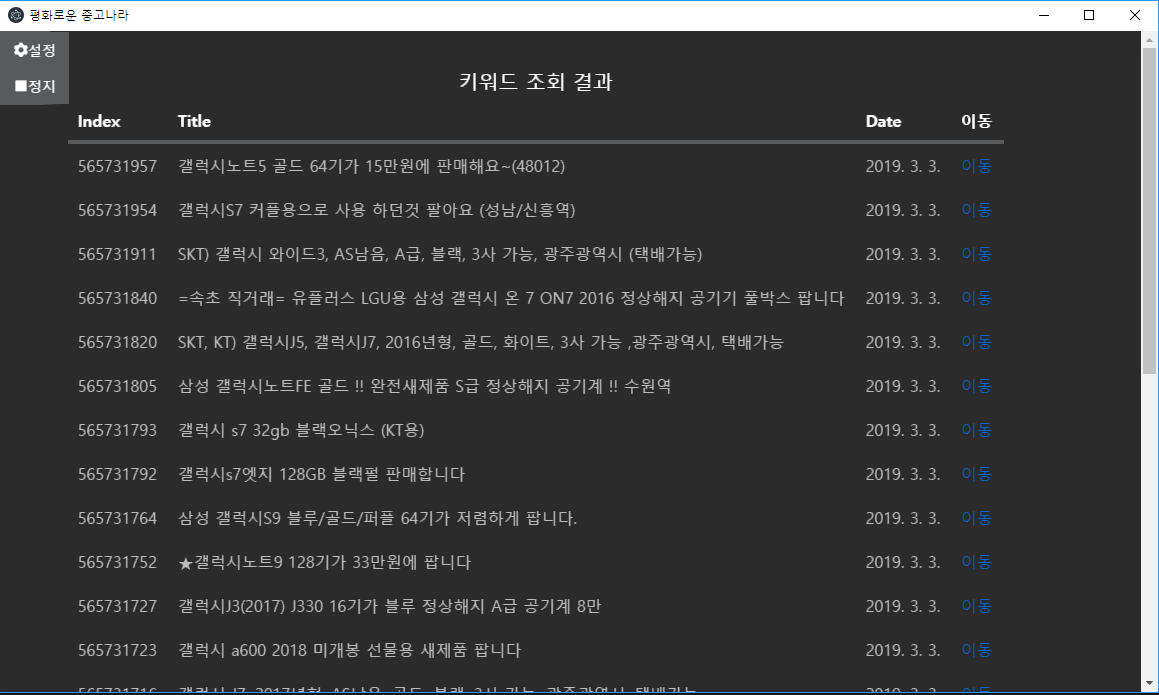 평화로운 중고나라
설정
정지
키워드 조회 결과
Index Title Date 이동
565731957 갤럭시노트5 골드 64기가 15만원에 판매해요~(48012) 2019. 3. 3. 이동
565731954 갤럭시S7 커플용으로 사용 하던것 팔아요 (성남/신흥역) 2019. 3. 3. 이동
565731911 SKT) 갤럭시 와이드3, AS남음, A급, 블랙, 3사 가능, 광주광역시 (택배가능) 2019. 3. 3. 이동
565731840 =속초 직거래= 유플러스 LGU용 삼성 갤럭시 온 7 ON7 2016 정상해지 공기기 풀박스 팝니다 2019. 3. 3. 이동
565731820 SKT, KT) 갤럭시J5, 갤럭시J7, 2016년형, 골드, 화이트, 3사 가능 ,광주광역시, 택배가능 2019. 3. 3. 이동
565731805 삼성 갤럭시노트FE 골드 !! 완전새제품 S급 정상해지 공기계 !! 수원역 2019. 3. 3. 이동
565731793 갤럭시 s7 32gb 블랙오닉스 (KT용) 2019. 3. 3. 이동
565731792 갤럭시s7엣지 128GB 블랙펄 판매합니다 2019. 3. 3. 이동
565731764 삼성 갤럭시S9 블루/골드/퍼플 64기가 저렴하게 팝니다. 2019. 3. 3. 이동
565731752 ★갤럭시노트9 128기가 33만원에 팝니다 2019. 3. 3. 이동
565731727 갤럭시J3(2017) J330 16기가 블루 정상해지 A급 공기계 8만 2019. 3. 3. 이동
565731723 갤럭시 a600 2018 미개봉 선물용 새제품 팝니다 2019. 3. 3. 이동